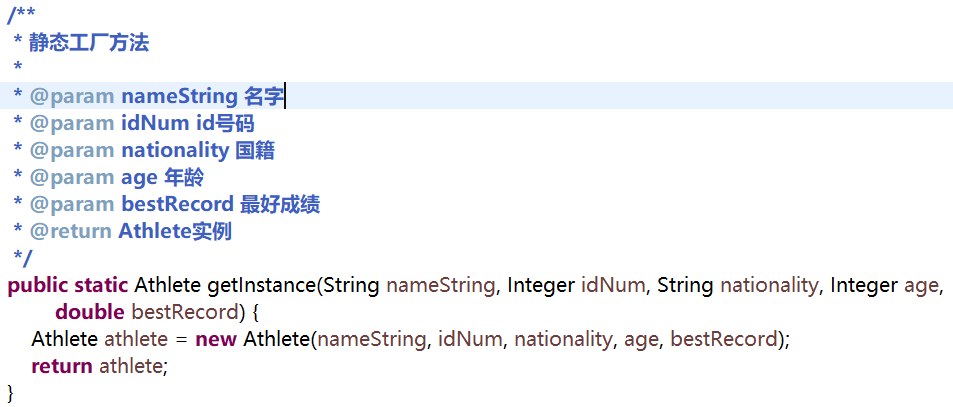 /**
 * 静态工厂方法
 *
 * @param nameString 名字
 * @param idNum id号码
 * @param nationality 国籍
 * @param age 年龄
 * @param bestRecord 最好成绩
 * @return Athlete实例
 */
public static Athlete getInstance(String nameString, Integer idNum, String nationality, Integer age,
        double bestRecord) {
    Athlete athlete = new Athlete(nameString, idNum, nationality, age, bestRecord);
    return athlete;
}